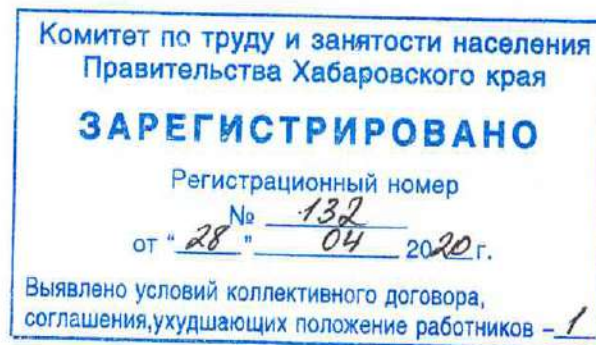 Комитет по труду и занятости населения
Правительства Хабаровского края
ЗАРЕГИСТРИРОВАНО
Регистрационный номер
№ 132
от "28" 04 2020 г.
Выявлено условий коллективного договора,
соглашения,ухудшающих положение работников – 1